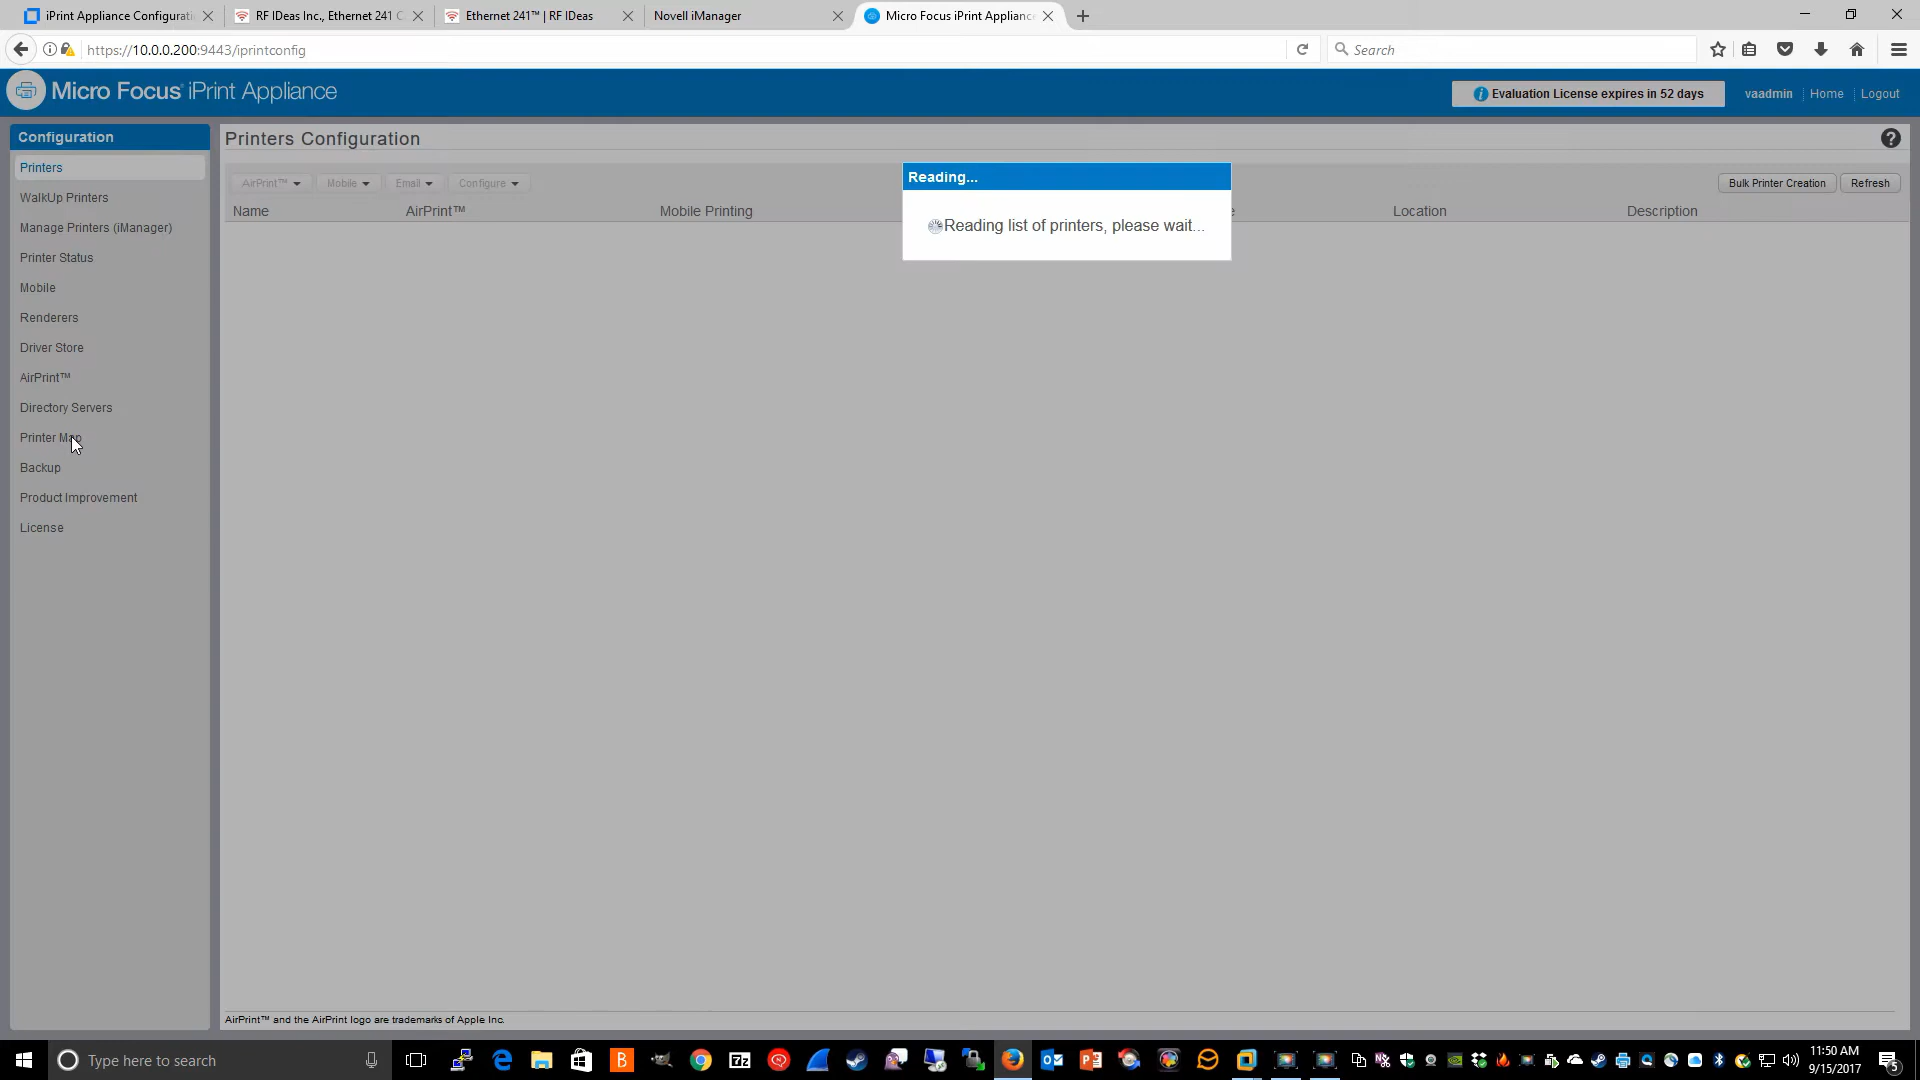 iPrint Appliance Configurati
RF IDeas Inc., Ethernet 241 C
Ethernet 241™ | RF IDeas
Novell iManager
Micro Focus iPrint Appliance
https://10.0.0.200:9443/iprintconfig
Search
Micro Focus iPrint Appliance
Evaluation License expires in 52 days
vaadmin
Home
Logout
Configuration
Printers
WalkUp Printers
Manage Printers (iManager)
Printer Status
Mobile
Renderers
Driver Store
AirPrint™
Directory Servers
Printer Map
Backup
Product Improvement
License
Printers Configuration
?
AirPrint™
Mobile
Email
Configure
Bulk Printer Creation
Refresh
Name
AirPrint™
Mobile Printing
Location
Description
Reading...
Reading list of printers, please wait...
AirPrint™ and the AirPrint logo are trademarks of Apple Inc.
Type here to search
7z
11:50 AM
9/15/2017
5